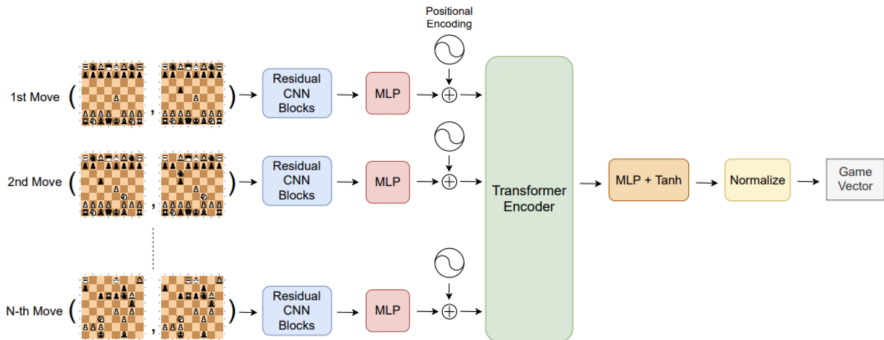 Positional
Encoding
1st Move ( , )
Residual
CNN
Blocks
MLP
2nd Move ( , )
Residual
CNN
Blocks
MLP
N-th Move ( , )
Residual
CNN
Blocks
MLP
Transformer
Encoder
MLP + Tanh
Normalize
Game
Vector